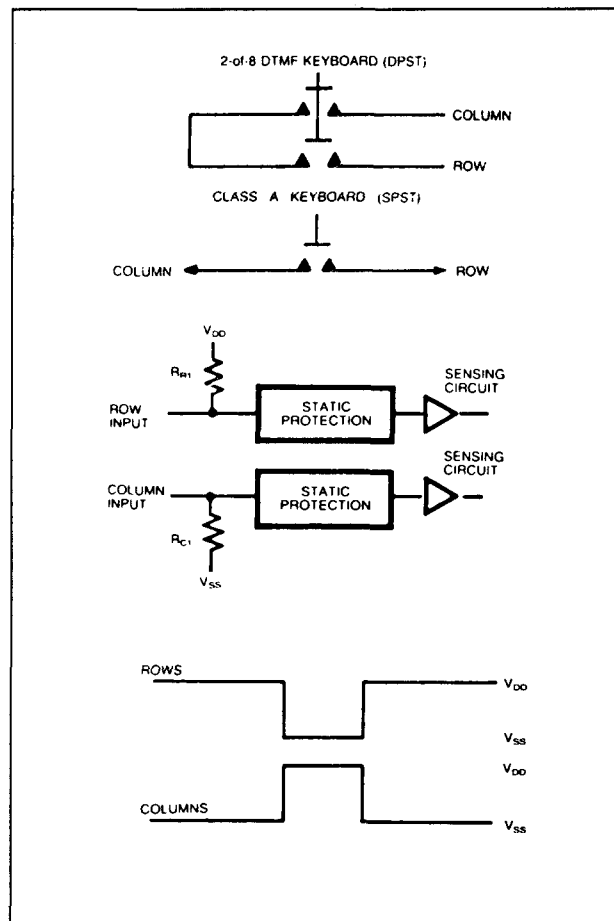 2-of-8 DTMF KEYBOARD (DPST)
COLUMN
ROW
CLASS A KEYBOARD (SPST)
COLUMN
ROW
VDD
RR1
ROW
INPUT
STATIC
PROTECTION
SENSING
CIRCUIT
COLUMN
INPUT
STATIC
PROTECTION
SENSING
CIRCUIT
RC1
VSS
ROWS
VDD
VSS
VDD
COLUMNS
VSS